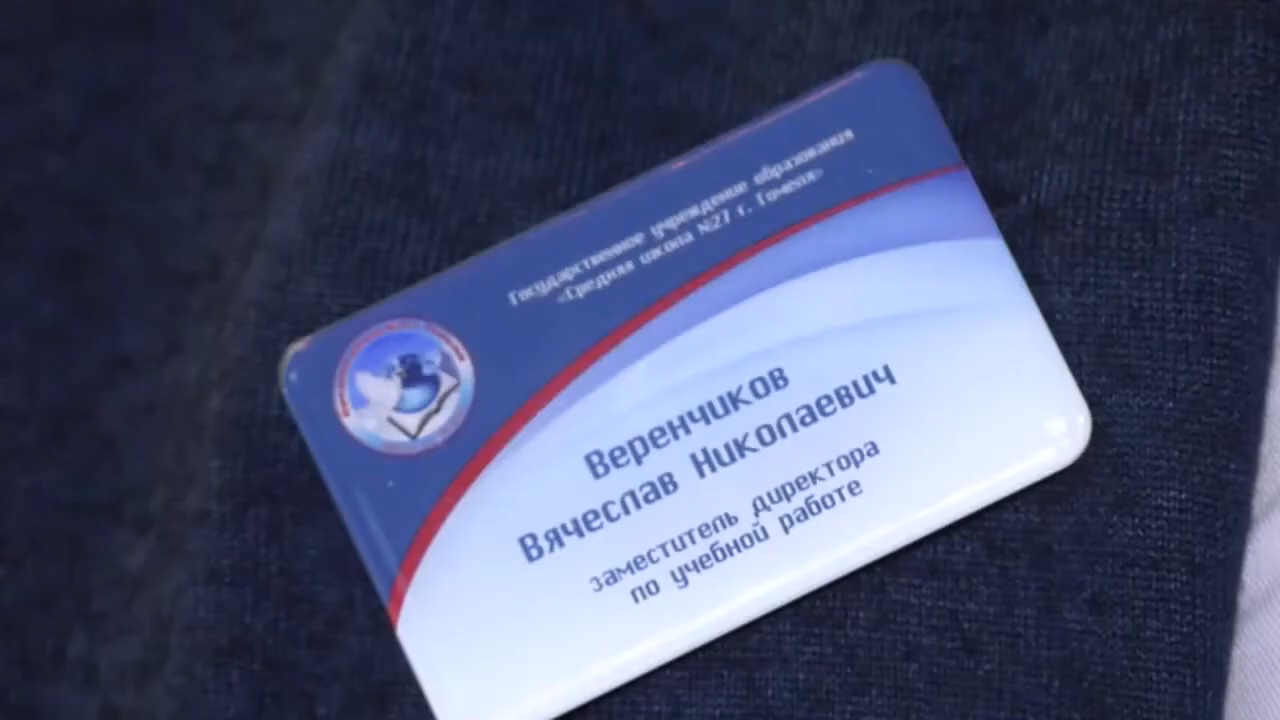 Государственное учреждение образования
«Средняя школа №27 г. Гомеля»
Веренчиков
Вячеслав Николаевич
заместитель директора
по учебной работе